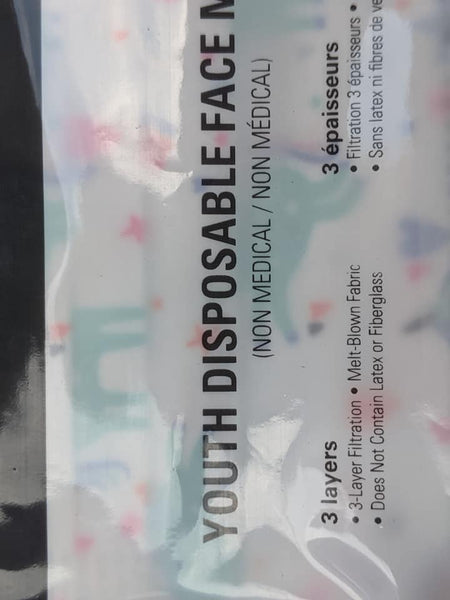 YOUTH DISPOSABLE FACE
(NON MEDICAL / NON MÉDICAL)
3 layers
• 3-Layer Filtration • Melt-Blown Fabric
• Does Not Contain Latex or Fiberglass
3 épaisseurs
• Filtration 3 épaisseurs •
• Sans latex ni fibres de